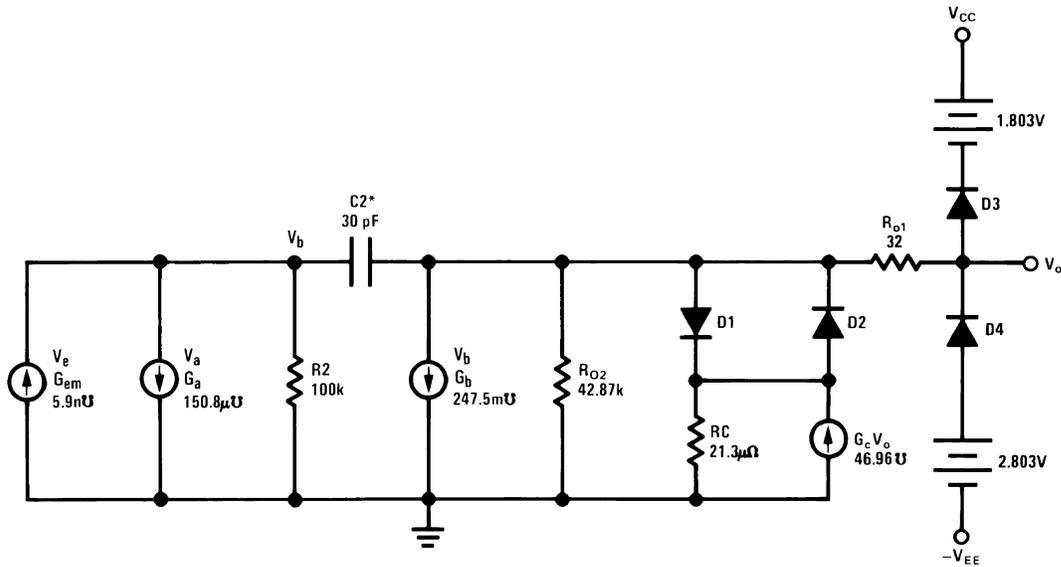 VCC
1.803V
D3
C2*
30 pF
Ro1
32
Vb
Vo
D1
D2
D4
Ve
Gem
5.9n℧
Va
Ga
150.8μ℧
R2
100k
Vb
Gb
247.5m℧
RO2
42.87k
RC
21.3μΩ
GcVo
46.96℧
2.803V
−VEE